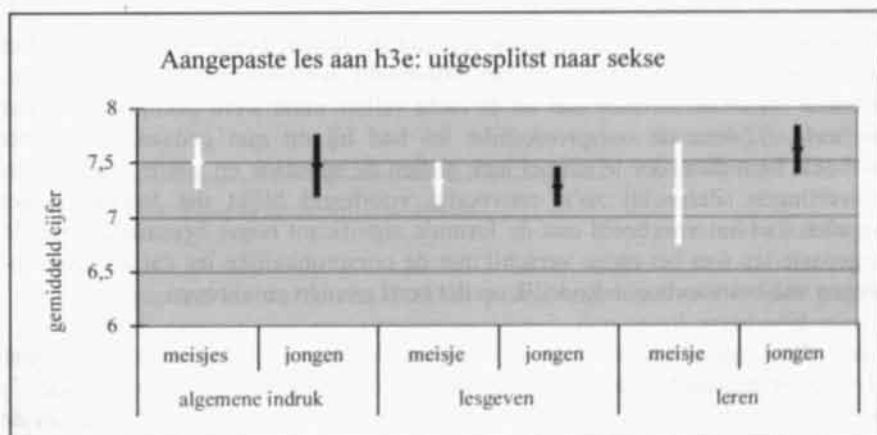 Aangepaste les aan h3e: uitgesplitst naar sekse
gemiddeld cijfer
8
7,5
7
6,5
6
meisjes jongen meisje jongen meisje jongen
algemene indruk lesgeven leren